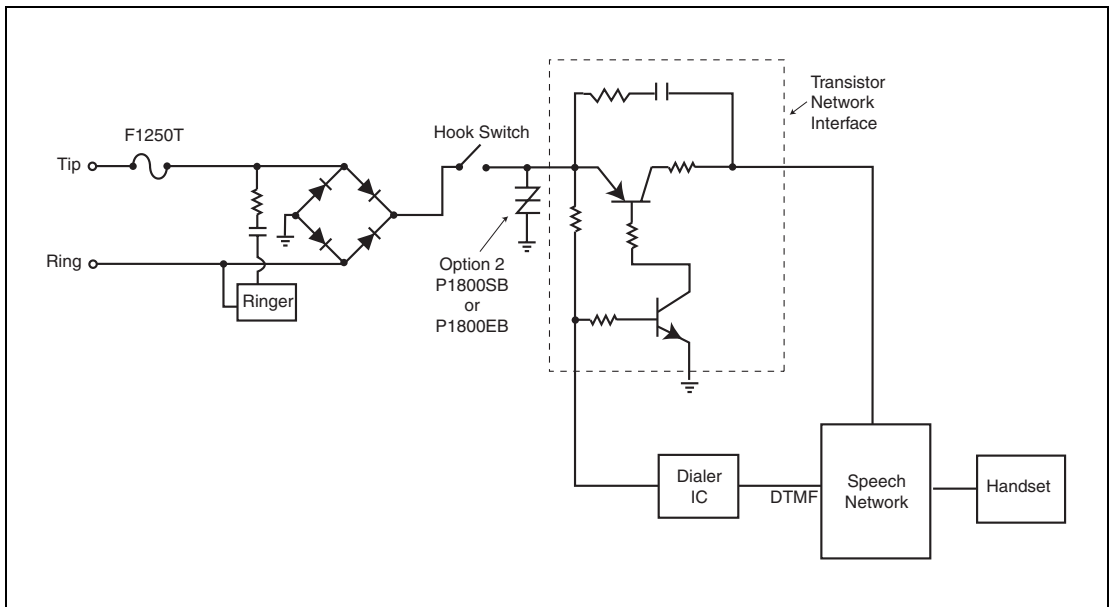 Transistor
Network
Interface
F1250T
Hook Switch
Tip
Ring
Option 2
P1800SB
or
P1800EB
Ringer
Dialer
IC
DTMF
Speech
Network
Handset